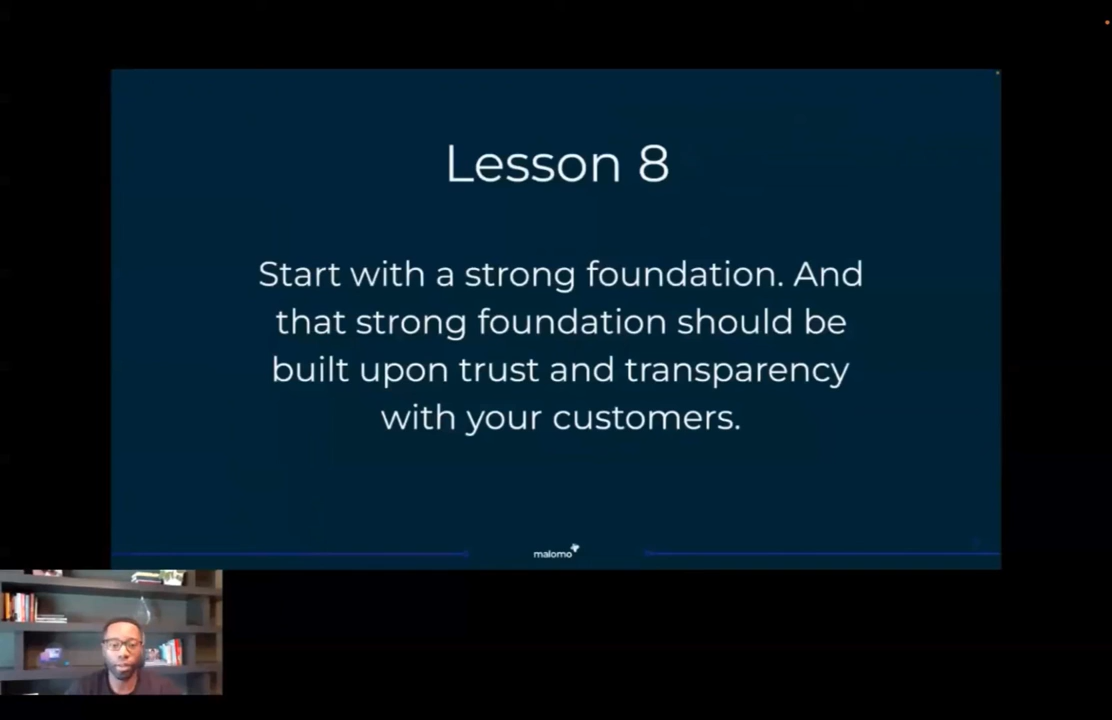 Lesson 8
Start with a strong foundation. And
that strong foundation should be
built upon trust and transparency
with your customers.
malomo